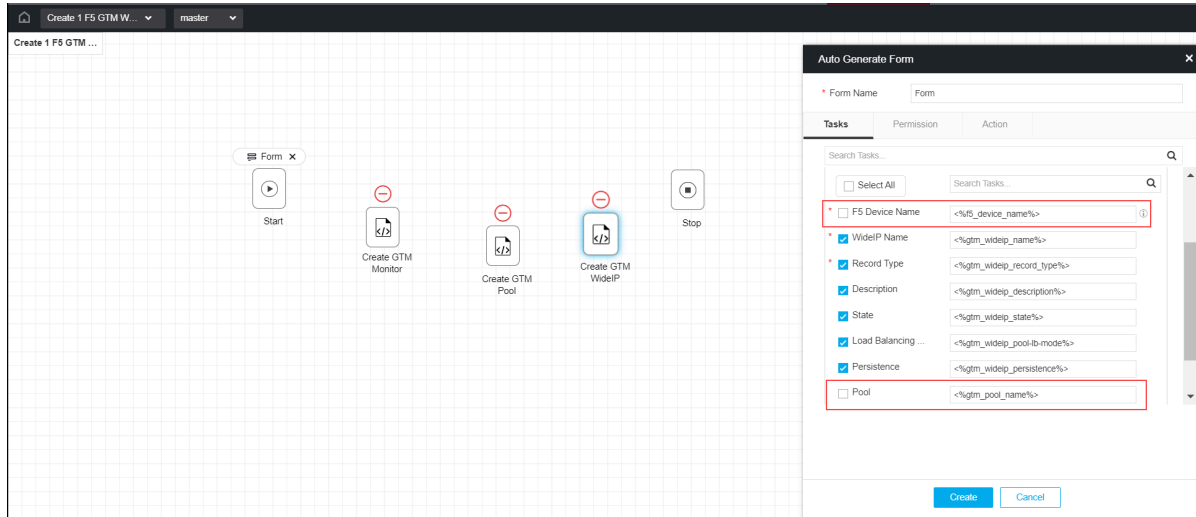 Create 1 F5 GTM W...
master
Create 1 F5 GTM ...
Form
Start
Create GTM
Monitor
Create GTM
Pool
Create GTM
WideIP
Stop
Auto Generate Form
* Form Name
Form
Tasks
Permission
Action
Search Tasks...
Select All
Search Tasks...
* F5 Device Name
<%f5_device_name%>
* WideIP Name
<%gtm_wideip_name%>
* Record Type
<%gtm_wideip_record_type%>
Description
<%gtm_wideip_description%>
State
<%gtm_wideip_state%>
Load Balancing ...
<%gtm_wideip_pool-lb-mode%>
Persistence
<%gtm_wideip_persistence%>
Pool
<%gtm_pool_name%>
Create
Cancel